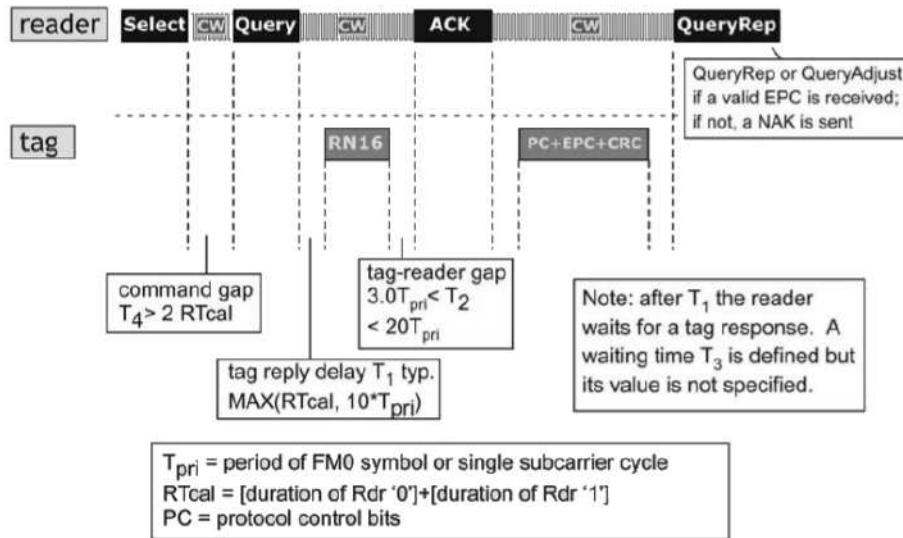 reader Select CW Query CW ACK CW QueryRep
QueryRep or QueryAdjust
if a valid EPC is received;
if not, a NAK is sent
tag RN16 PC+EPC+CRC
command gap
T4> 2 RTcal
tag-reader gap
3.0Tpri< T2
< 20Tpri
tag reply delay T1 typ.
MAX(RTcal, 10*Tpri)
Note: after T1 the reader
waits for a tag response. A
waiting time T3 is defined but
its value is not specified.
Tpri = period of FM0 symbol or single subcarrier cycle
RTcal = [duration of Rdr '0']+[duration of Rdr '1']
PC = protocol control bits